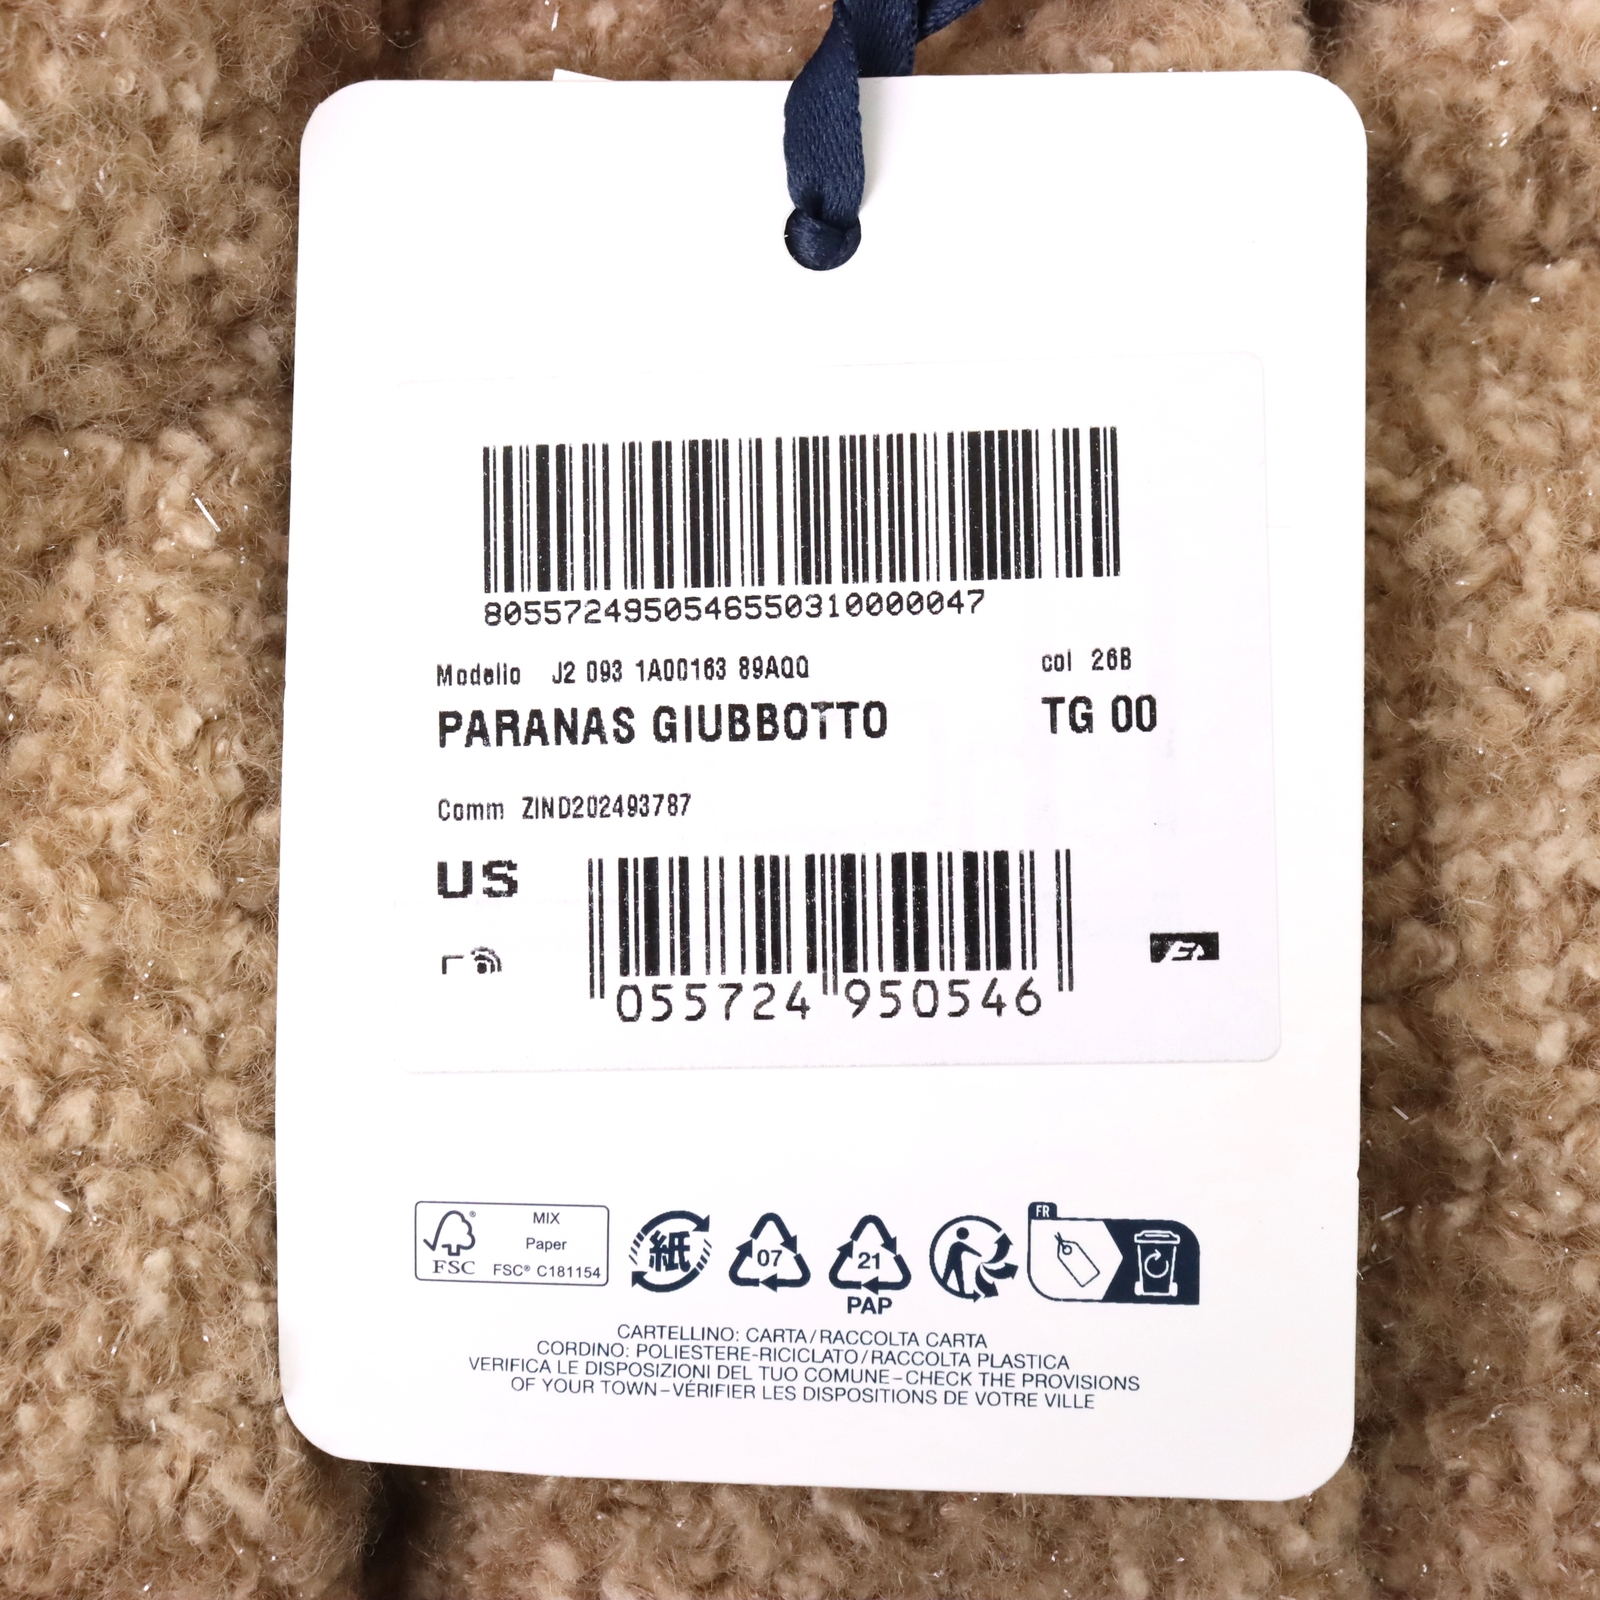 8055724950546550310000047
Modello J2 093 1A00163 89AQQ
col 26B
PARANAS GIUBBOTTO
TG 00
Comm ZIND202493787
US
055724 950546
MIX
Paper
FSC® C181154
FSC
紙
07
21
PAP
FR
CARTELLINO: CARTA/RACCOLTA CARTA
CORDINO: POLIESTERE-RICICLATO/RACCOLTA PLASTICA
VERIFICA LE DISPOSIZIONI DEL TUO COMUNE–CHECK THE PROVISIONS
OF YOUR TOWN–VÉRIFIER LES DISPOSITIONS DE VOTRE VILLE